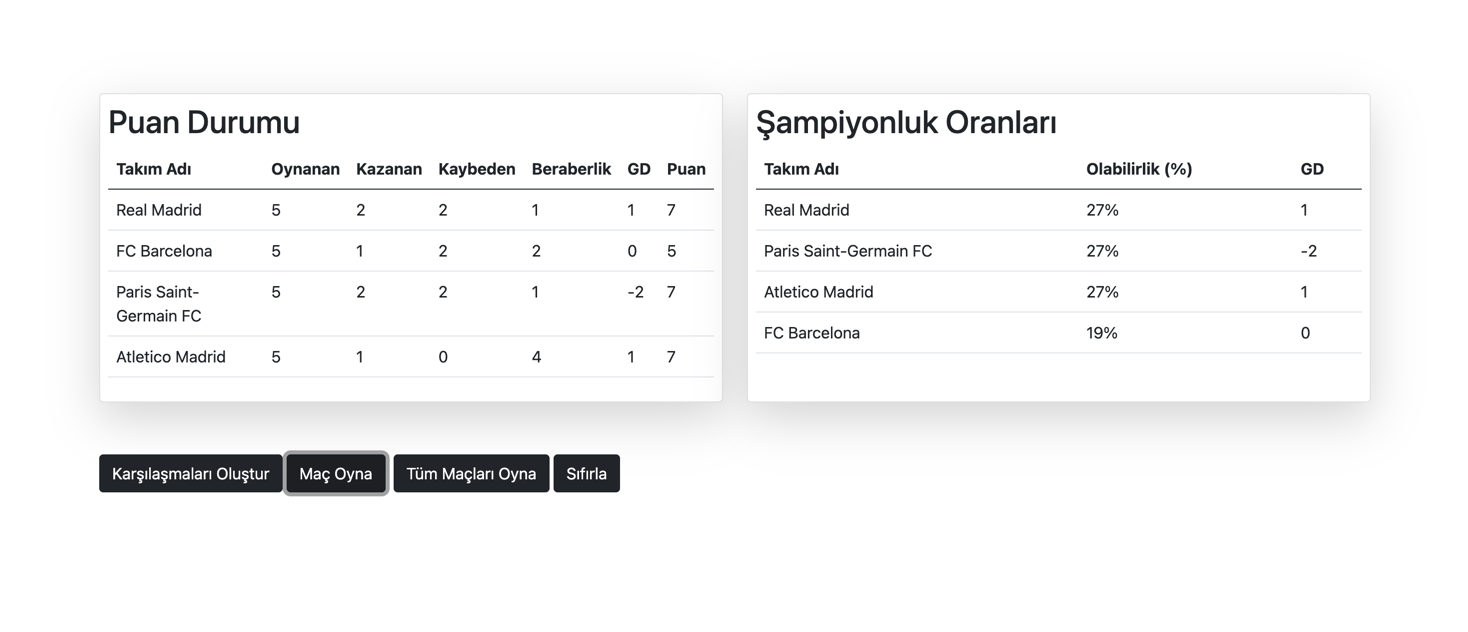 Puan Durumu
Takım Adı Oynanan Kazanan Kaybeden Beraberlik GD Puan
Real Madrid 5 2 2 1 1 7
FC Barcelona 5 1 2 2 0 5
Paris Saint- 5 2 2 1 -2 7
Germain FC
Atletico Madrid 5 1 0 4 1 7
Şampiyonluk Oranları
Takım Adı Olabilirlik (%) GD
Real Madrid 27% 1
Paris Saint-Germain FC 27% -2
Atletico Madrid 27% 1
FC Barcelona 19% 0
Karşılaşmaları Oluştur Maç Oyna Tüm Maçları Oyna Sıfırla